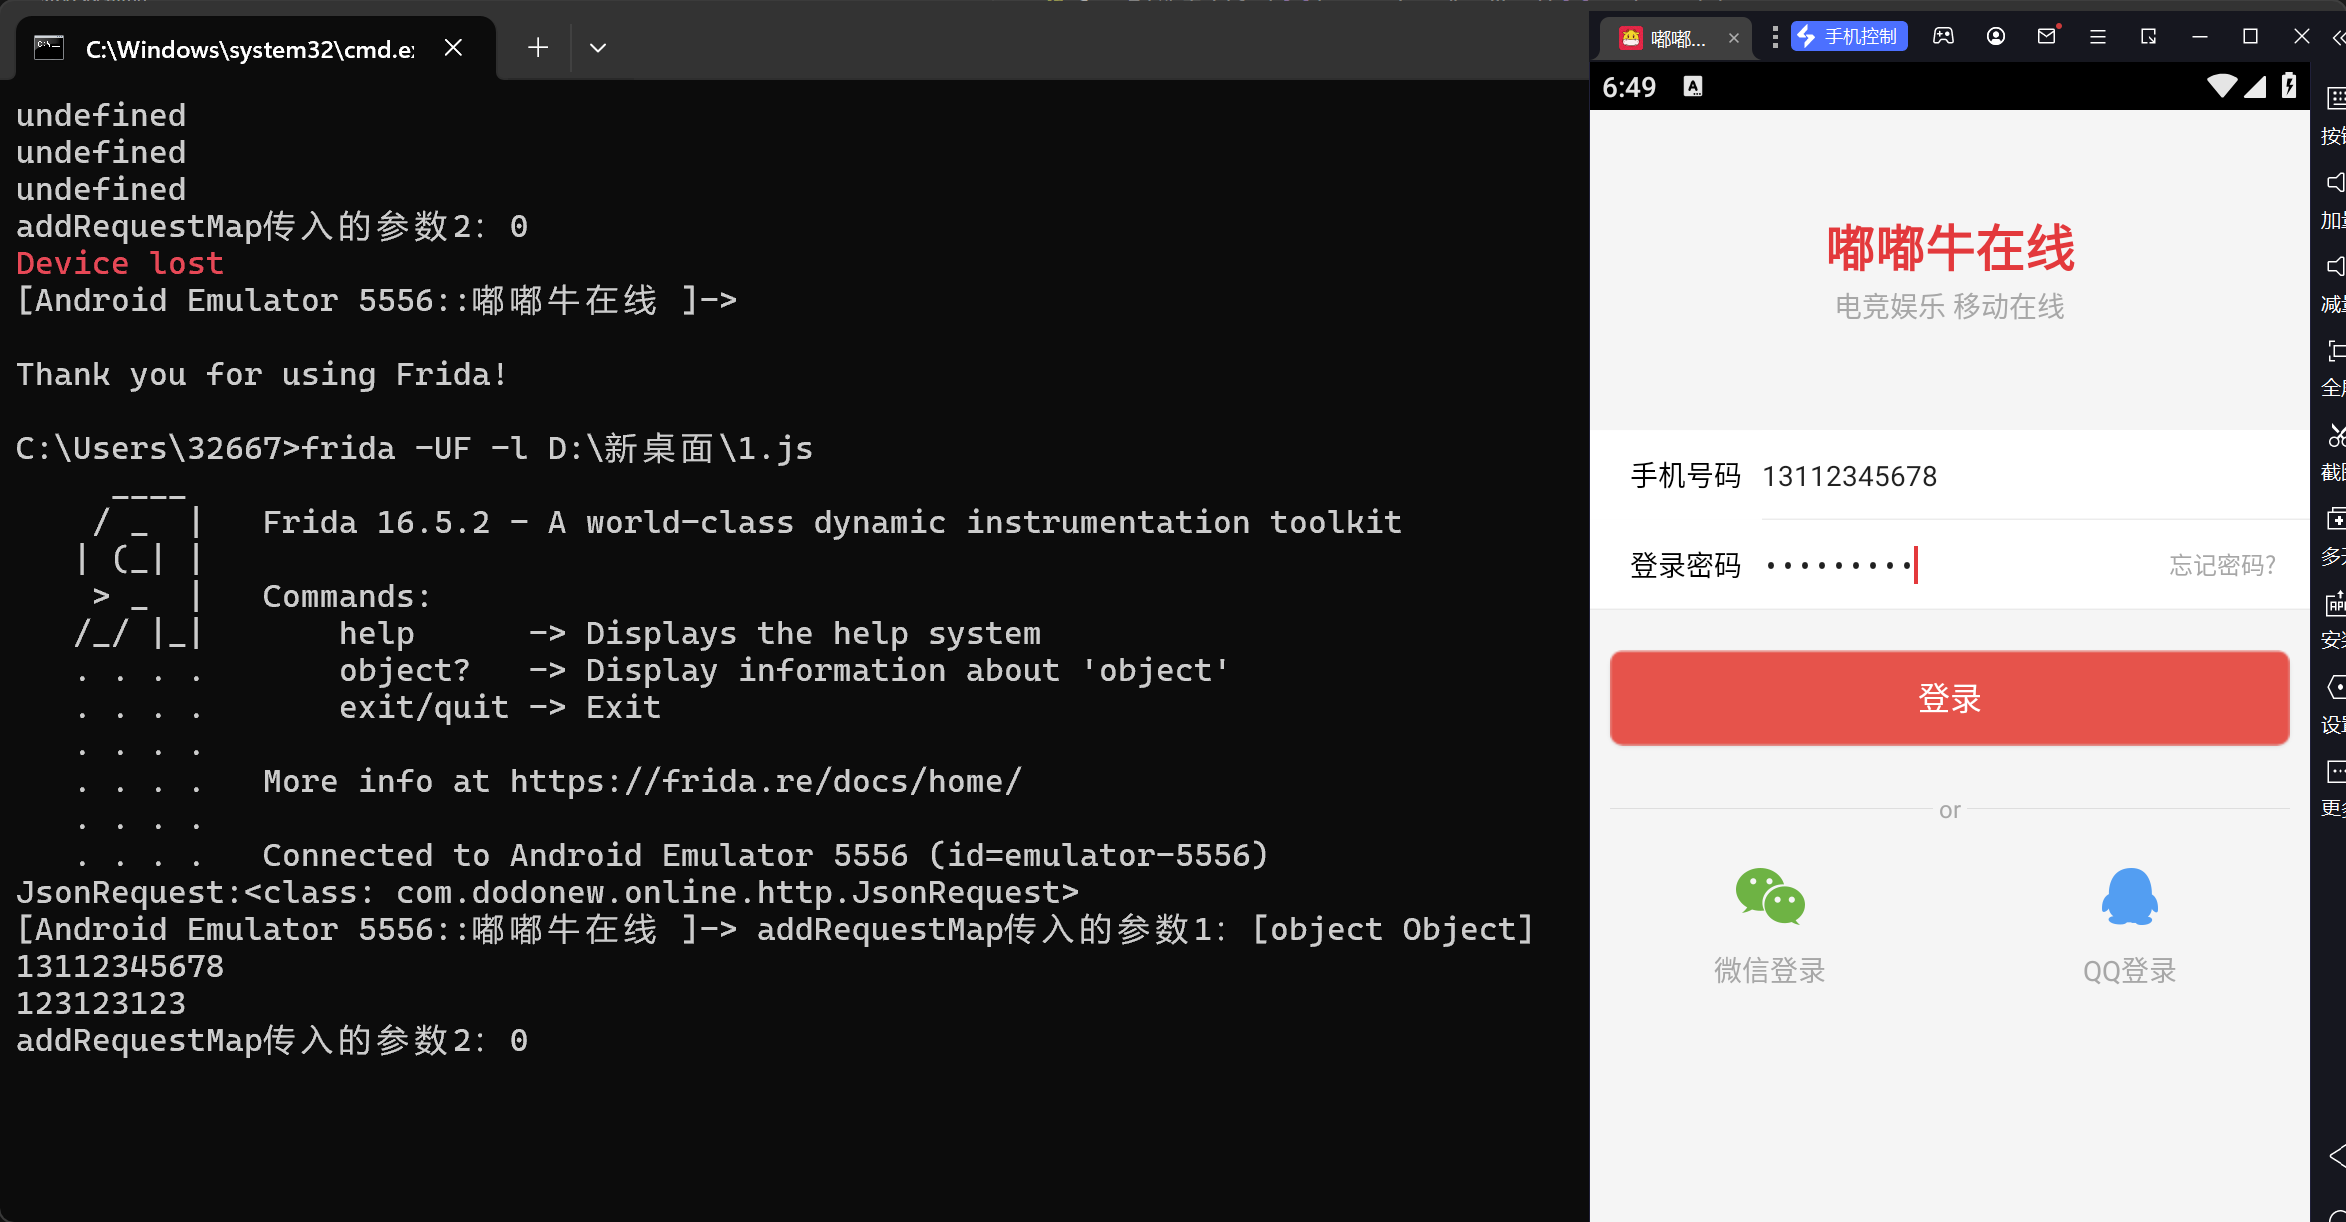 C:\Windows\system32\cmd.e
undefined
undefined
undefined
addRequestMap传入的参数2: 0
Device lost
[Android Emulator 5556::嘟嘟牛在线 ]->
Thank you for using Frida!
C:\Users\32667>frida -UF -l D:\新桌面\1.js
     ____
    / _  |   Frida 16.5.2 - A world-class dynamic instrumentation toolkit
   | (_| |
    > _  |   Commands:
   /_/ |_|       help      -> Displays the help system
   . . . .       object?   -> Display information about 'object'
   . . . .       exit/quit -> Exit
   . . . .
   . . . .   More info at https://frida.re/docs/home/
   . . . .
   . . . .   Connected to Android Emulator 5556 (id=emulator-5556)
JsonRequest:<class: com.dodonew.online.http.JsonRequest>
[Android Emulator 5556::嘟嘟牛在线 ]-> addRequestMap传入的参数1: [object Object]
13112345678
123123123
addRequestMap传入的参数2: 0
嘟嘟...
手机控制
6:49
A
嘟嘟牛在线
电竞娱乐 移动在线
手机号码 13112345678
登录密码 •••••••••
忘记密码?
登录
or
微信登录 QQ登录
按
加
减
全
截
多
安
设
更